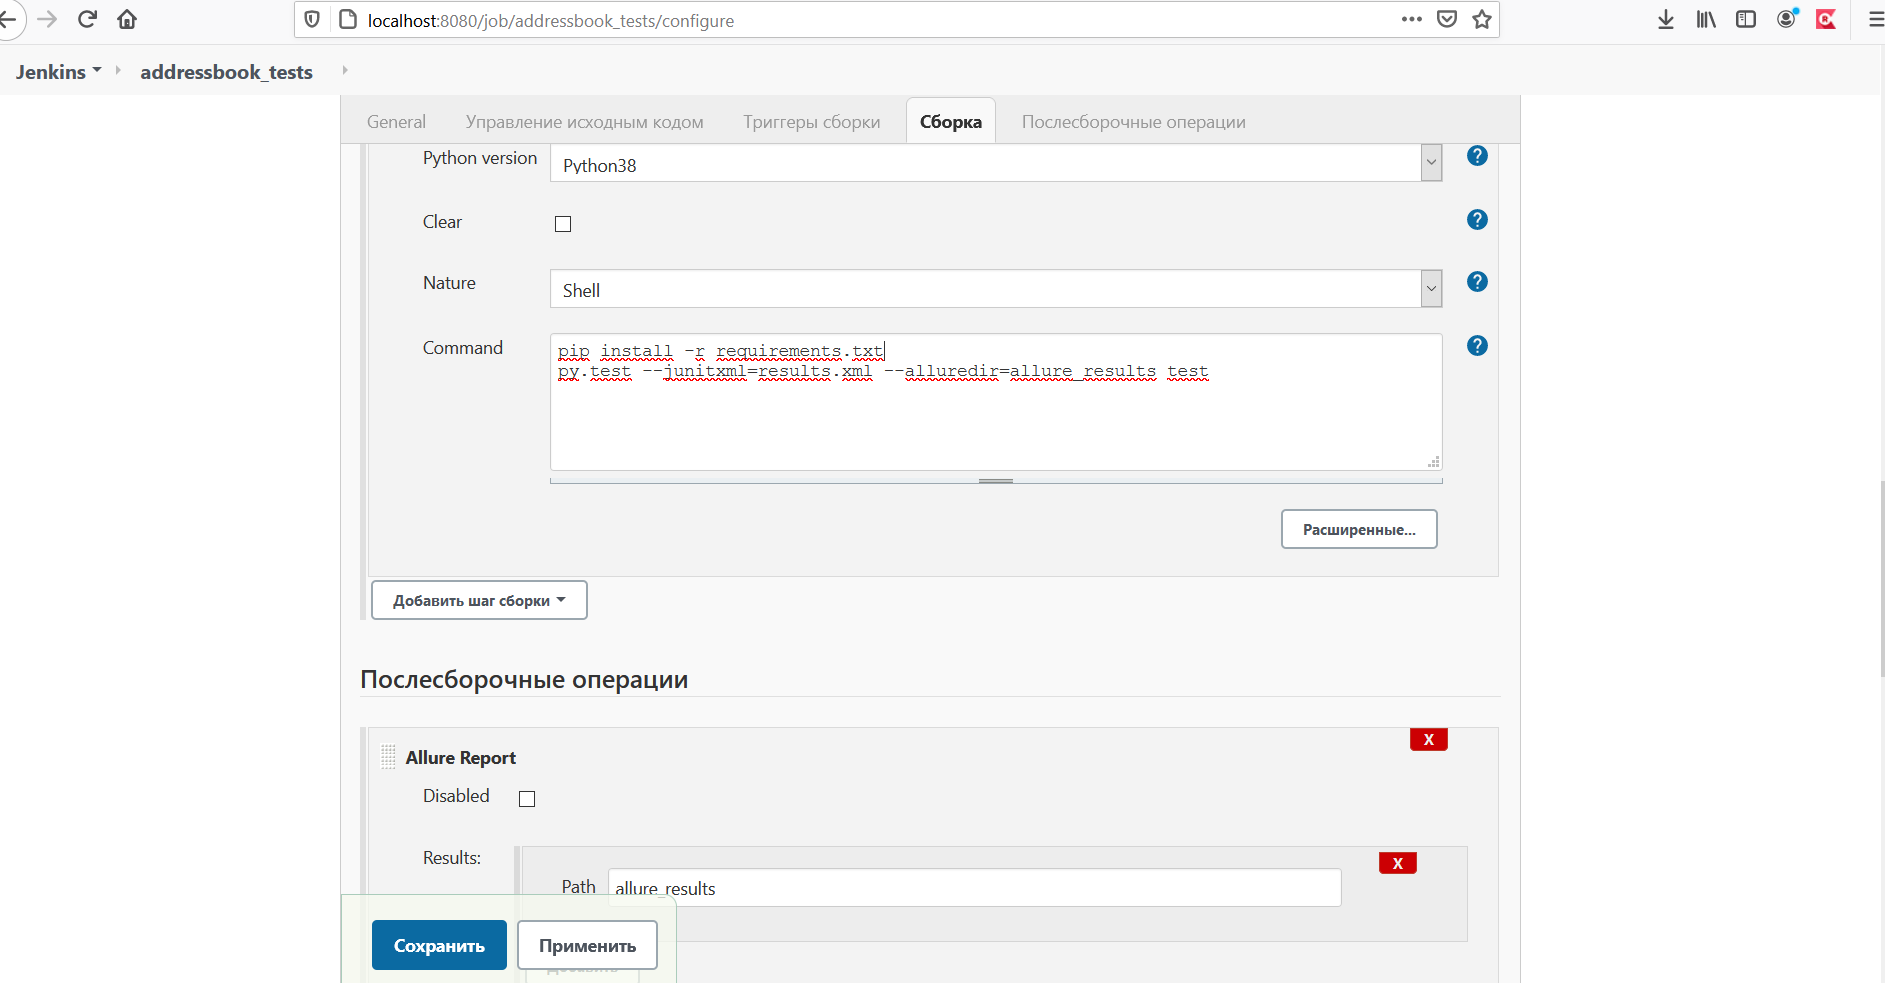 localhost:8080/job/addressbook_tests/configure
Jenkins
addressbook_tests
General
Управление исходным кодом
Триггеры сборки
Сборка
Послесборочные операции
Python version
Python38
?
Clear
?
Nature
Shell
?
Command
pip install -r requirements.txt
py.test --junitxml=results.xml --alluredir=allure_results test
?
Расширенные...
Добавить шаг сборки
Послесборочные операции
X
Allure Report
Disabled
Results:
X
Path
allure_results
Сохранить
Применить
Добавить